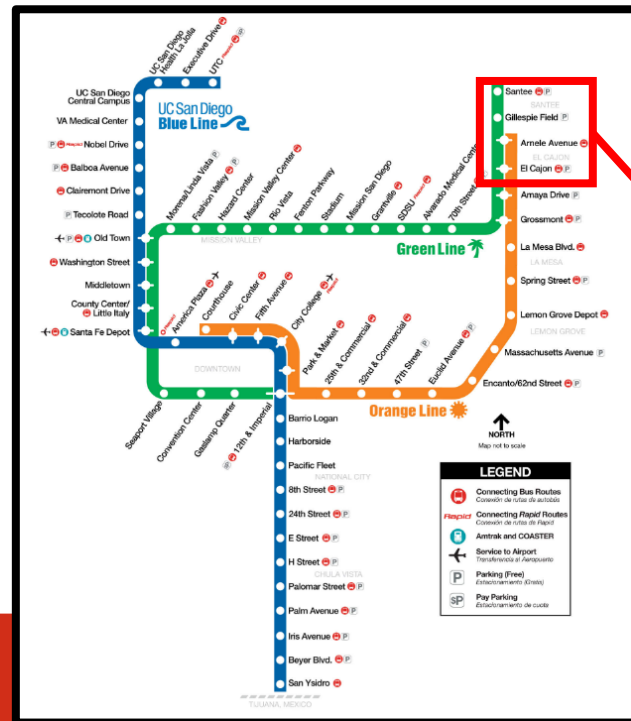 UC San Diego
Health La Jolla
Executive Drive
UTC Rapid $P
UC San Diego
Central Campus
VA Medical Center
P Rapid Nobel Drive
P Balboa Avenue
Clairemont Drive
P Tecolote Road
P Old Town
Washington Street
Middletown
County Center/
Little Italy
Santa Fe Depot
UC San Diego
Blue Line
Morena/Linda Vista P
Fashion Valley P
Hazard Center
Mission Valley Center
Rio Vista
Fenton Parkway
Stadium
Mission San Diego
Grantville
SDSU Rapid
Alvarado Medical Center
70th Street
MISSION VALLEY
Green Line
Santee P
SANTEE
Gillespie Field P
Arnele Avenue
EL CAJON
El Cajon P
Amaya Drive P
Grossmont P
La Mesa Blvd.
LA MESA
Spring Street P
Lemon Grove Depot
LEMON GROVE
Massachusetts Avenue P
Encanto/62nd Street P
Rapid
America Plaza
Courthouse
Civic Center
Fifth Avenue
City College
Rapid
Park & Market
25th & Commercial
32nd & Commercial
47th Street P
Euclid Avenue P
Orange Line
DOWNTOWN
Seaport Village
Convention Center
Gaslamp Quarter
$P 12th & Imperial
Barrio Logan
Harborside
Pacific Fleet
NATIONAL CITY
8th Street P
24th Street P
E Street P
H Street P
CHULA VISTA
Palomar Street P
Palm Avenue P
Iris Avenue P
Beyer Blvd. P
San Ysidro
TIJUANA, MEXICO
NORTH
Map not to scale
LEGEND
Connecting Bus Routes
Conexión de rutas de autobús
Rapid Connecting Rapid Routes
Conexión de rutas de Rapid
Amtrak and COASTER
Service to Airport
Transferencia al Aeropuerto
P Parking (Free)
Estacionamiento (Gratis)
$P Pay Parking
Estacionamiento de cuota